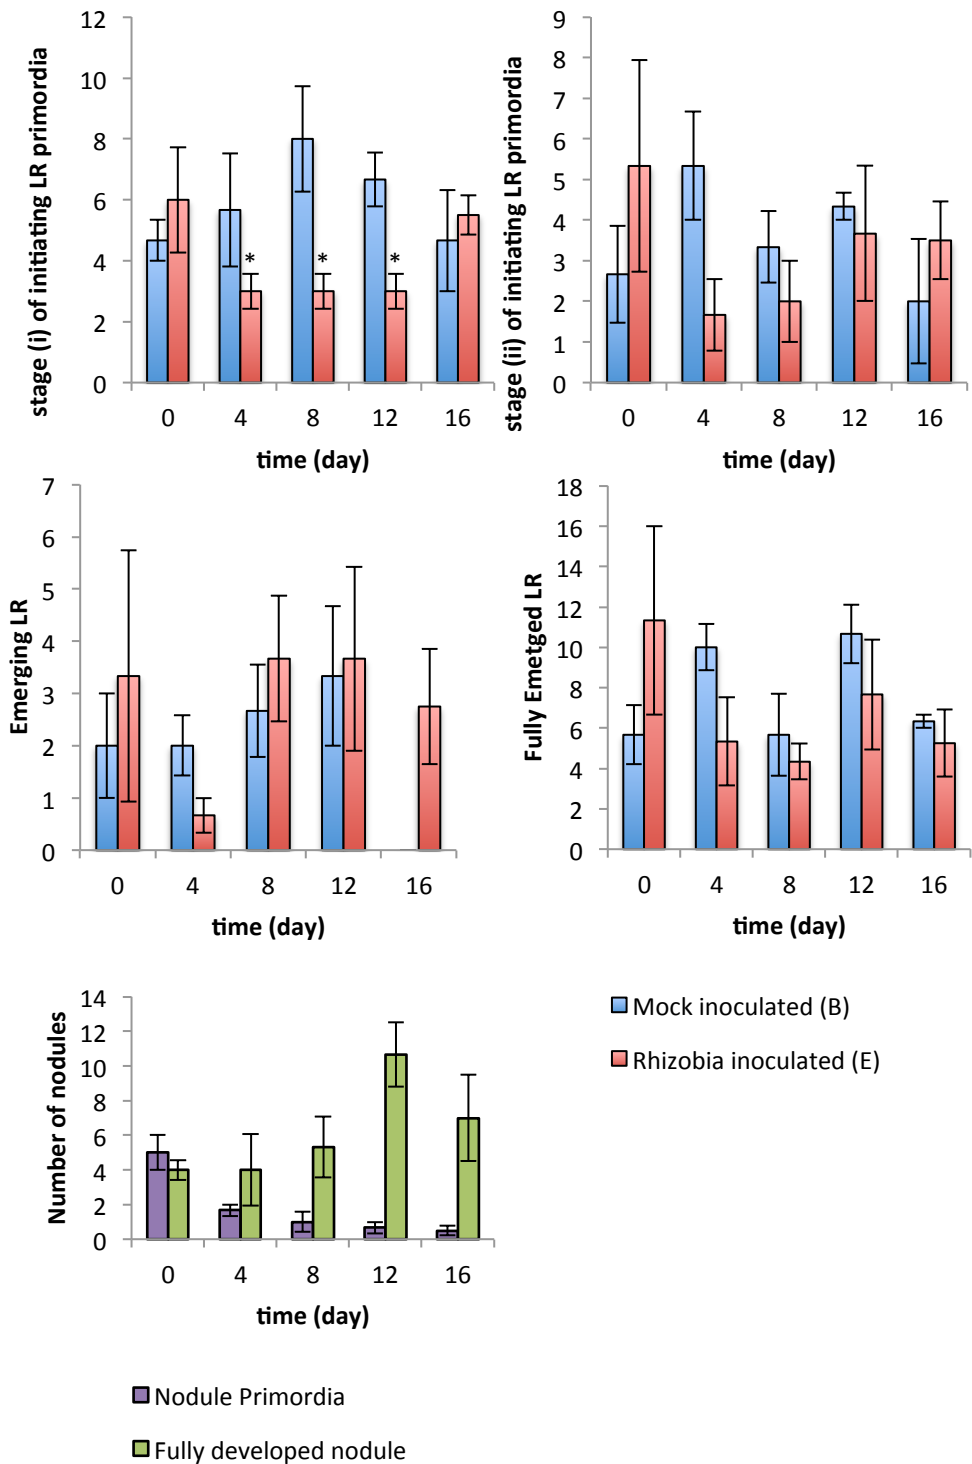 stage (i) of initiating LR primordia
12
10
8
6
4
2
0
* * *
0 4 8 12 16
time (day)
stage (ii) of initiating LR primordia
9
8
7
6
5
4
3
2
1
0
0 4 8 12 16
time (day)
Emerging LR
7
6
5
4
3
2
1
0
0 4 8 12 16
time (day)
Fully Emetged LR
18
16
14
12
10
8
6
4
2
0
0 4 8 12 16
time (day)
Number of nodules
14
12
10
8
6
4
2
0
0 4 8 12 16
time (day)
Mock inoculated (B)
Rhizobia inoculated (E)
Nodule Primordia
Fully developed nodule